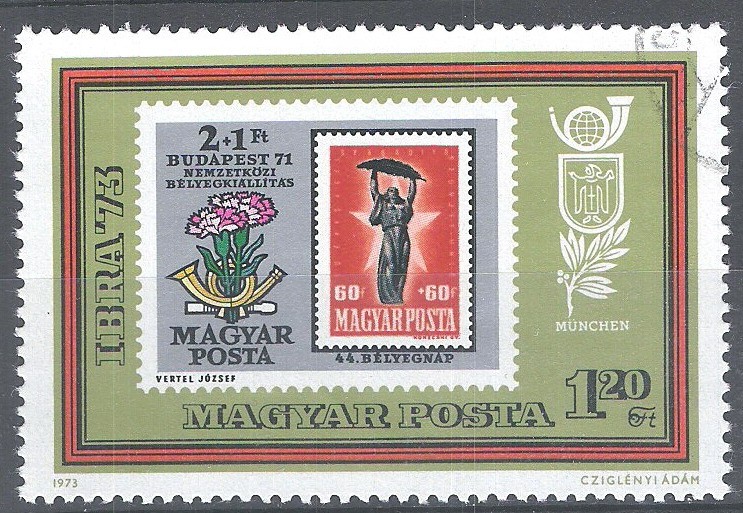 IBRA '73
2+1 Ft
BUDAPEST 71
NEMZETKÖZI
BÉLYEGKIÁLLÍTÁS
MAGYAR
POSTA
VERTEL JÓZSEF
60f +60f
MAGYAR POSTA
44. BÉLYEGNAP
MÜNCHEN
MAGYAR POSTA
1.20 Ft
1973
CZIGLÉNYI ÁDÁM